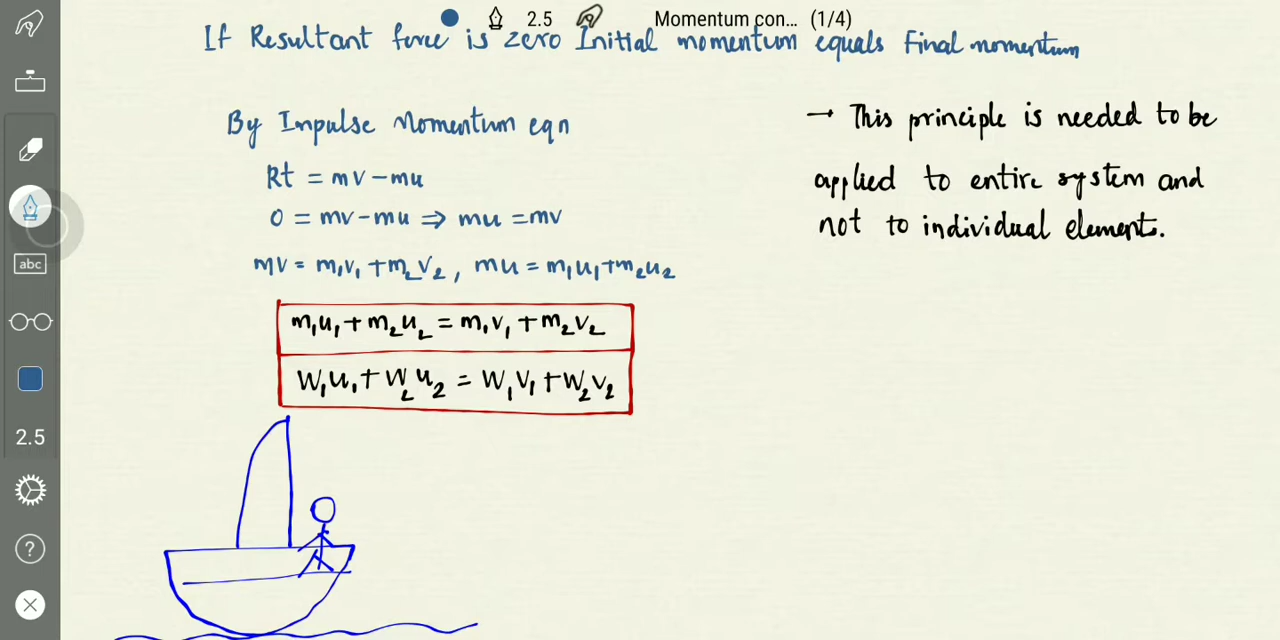 2.5 Momentum con... (1/4)
If Resultant force is zero Initial momentum equals Final momentum
By Impulse Momentum eqn
Rt = mv - mu
0 = mv - mu ⇒ mu = mv
mv = m₁v₁ + m₂v₂, mu = m₁u₁ + m₂u₂
m₁u₁ + m₂u₂ = m₁v₁ + m₂v₂
W₁u₁ + W₂u₂ = W₁v₁ + W₂v₂
→ This principle is needed to be
applied to entire system and
not to individual element.
abc
2.5
?